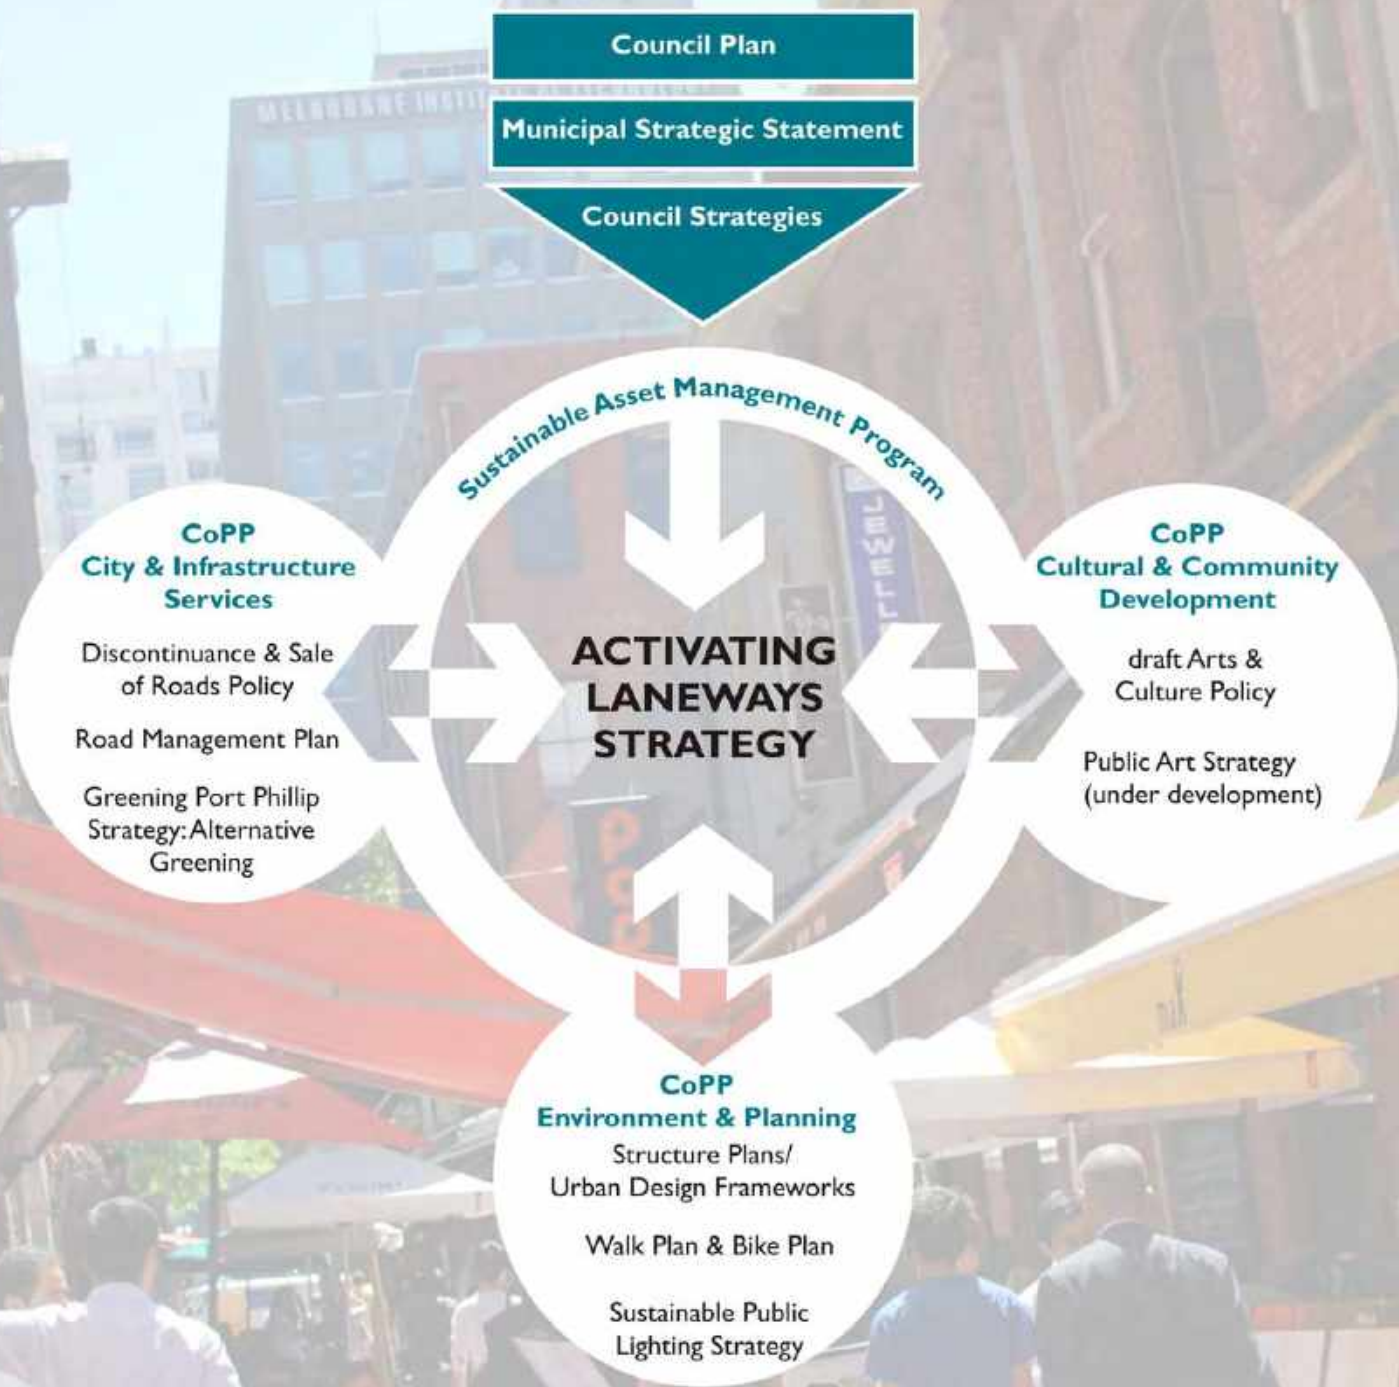 Council Plan
MELBOURNE INSTIT
Municipal Strategic Statement
Council Strategies
Sustainable Asset Management Program
JEWELL
CoPP
City & Infrastructure
Services
Discontinuance & Sale
of Roads Policy
Road Management Plan
Greening Port Phillip
Strategy: Alternative
Greening
ACTIVATING
LANEWAYS
STRATEGY
CoPP
Cultural & Community
Development
draft Arts &
Culture Policy
Public Art Strategy
(under development)
CoPP
Environment & Planning
Structure Plans/
Urban Design Frameworks
Walk Plan & Bike Plan
Sustainable Public
Lighting Strategy